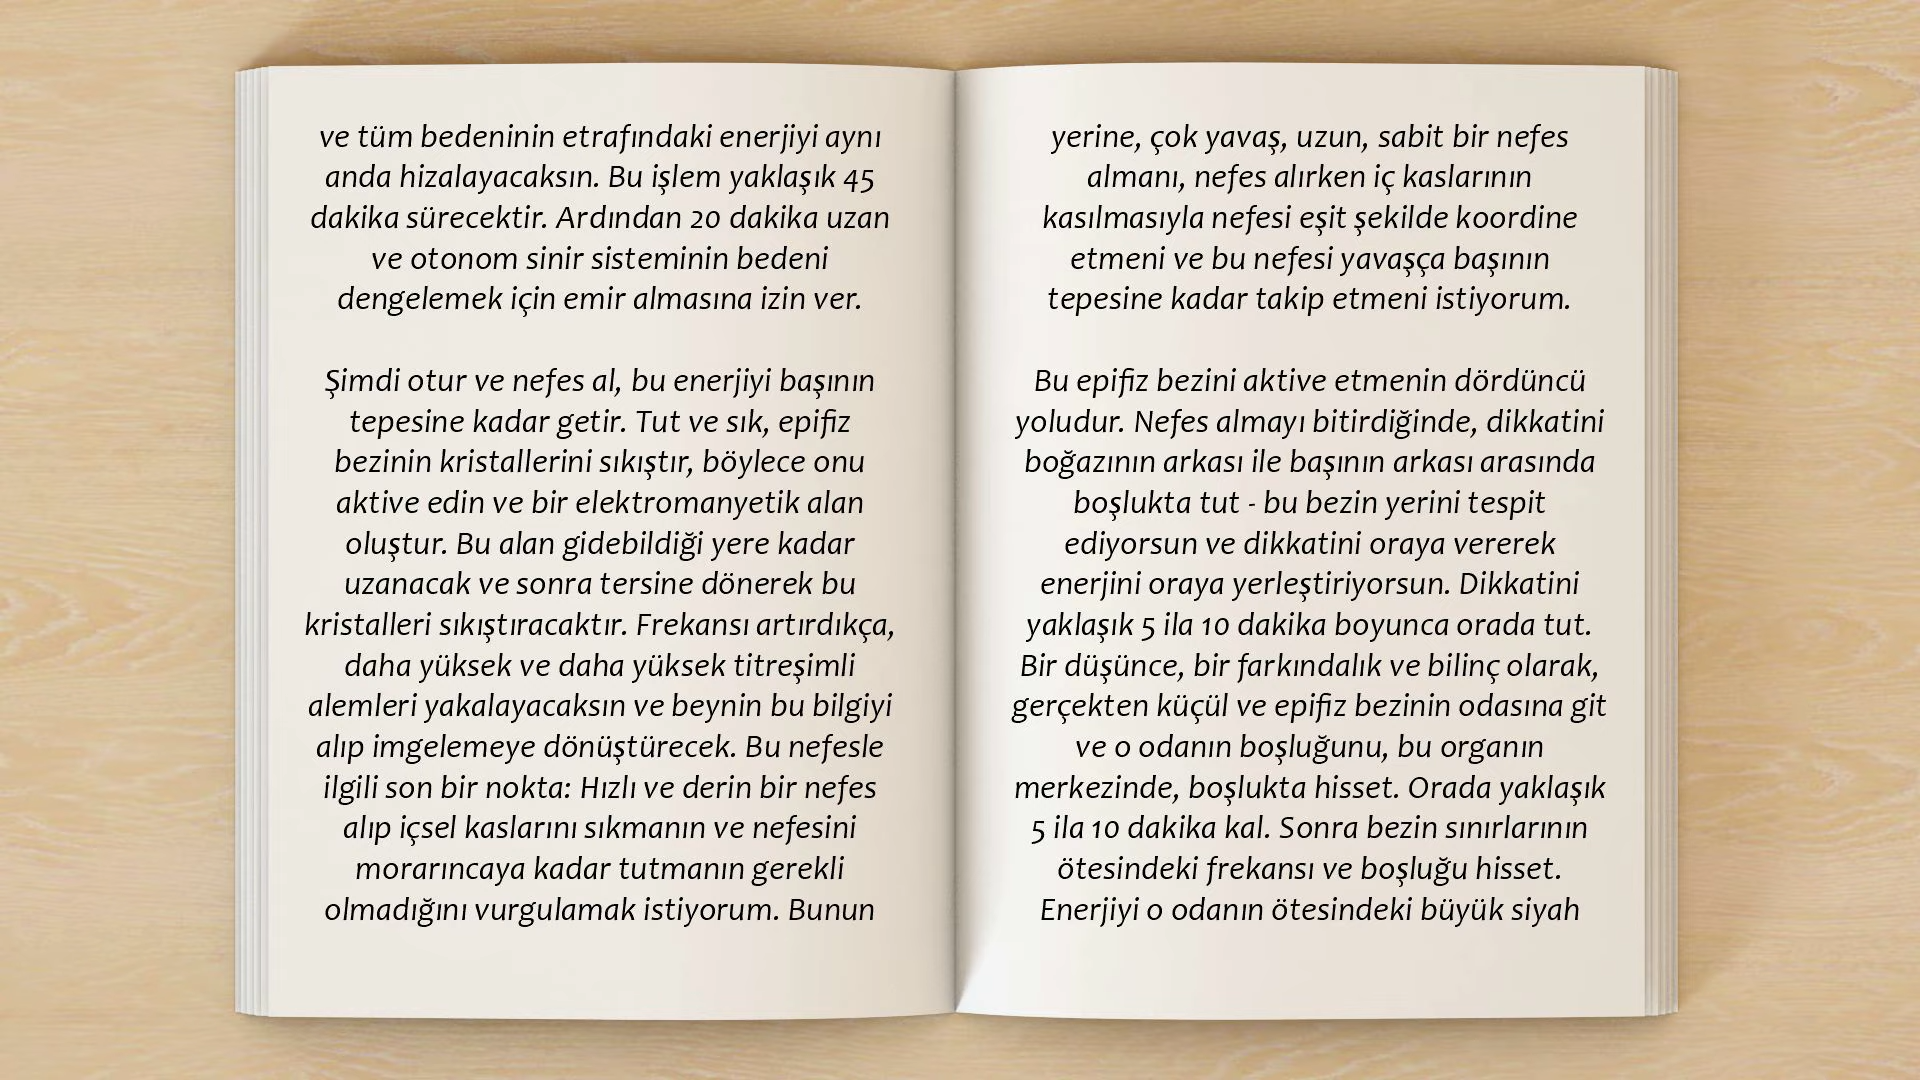 ve tüm bedeninin etrafındaki enerjiyi aynı
anda hizalayacaksın. Bu işlem yaklaşık 45
dakika sürecektir. Ardından 20 dakika uzan
ve otonom sinir sisteminin bedeni
dengelemek için emir almasına izin ver.
Şimdi otur ve nefes al, bu enerjiyi başının
tepesine kadar getir. Tut ve sık, epifiz
bezinin kristallerini sıkıştır, böylece onu
aktive edin ve bir elektromanyetik alan
oluştur. Bu alan gidebildiği yere kadar
uzanacak ve sonra tersine dönerek bu
kristalleri sıkıştıracaktır. Frekansı artırdıkça,
daha yüksek ve daha yüksek titreşimli
alemleri yakalayacaksın ve beynin bu bilgiyi
alıp imgelemeye dönüştürecek. Bu nefesle
ilgili son bir nokta: Hızlı ve derin bir nefes
alıp içsel kaslarını sıkmanın ve nefesini
morarıncaya kadar tutmanın gerekli
olmadığını vurgulamak istiyorum. Bunun
yerine, çok yavaş, uzun, sabit bir nefes
almanı, nefes alırken iç kaslarının
kasılmasıyla nefesi eşit şekilde koordine
etmeni ve bu nefesi yavaşça başının
tepesine kadar takip etmeni istiyorum.
Bu epifiz bezini aktive etmenin dördüncü
yoludur. Nefes almayı bitirdiğinde, dikkatini
boğazının arkası ile başının arkası arasında
boşlukta tut - bu bezin yerini tespit
ediyorsun ve dikkatini oraya vererek
enerjini oraya yerleştiriyorsun. Dikkatini
yaklaşık 5 ila 10 dakika boyunca orada tut.
Bir düşünce, bir farkındalık ve bilinç olarak,
gerçekten küçül ve epifiz bezinin odasına git
ve o odanın boşluğunu, bu organın
merkezinde, boşlukta hisset. Orada yaklaşık
5 ila 10 dakika kal. Sonra bezin sınırlarının
ötesindeki frekansı ve boşluğu hisset.
Enerjiyi o odanın ötesindeki büyük siyah